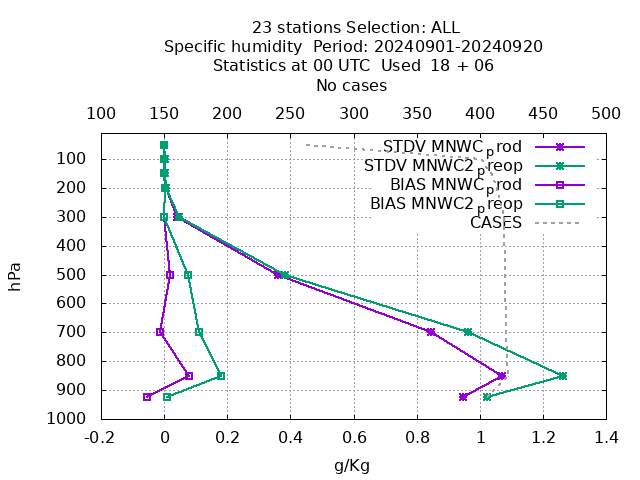 23 stations Selection: ALL
Specific humidity  Period: 20240901-20240920
Statistics at 00 UTC  Used  18 + 06
No cases
100 150 200 250 300 350 400 450 500
STDV MNWC_prod
STDV MNWC2_preop
BIAS MNWC_prod
BIAS MNWC2_preop
CASES
hPa
100
200
300
400
500
600
700
800
900
1000
-0.2 0 0.2 0.4 0.6 0.8 1 1.2 1.4
g/Kg